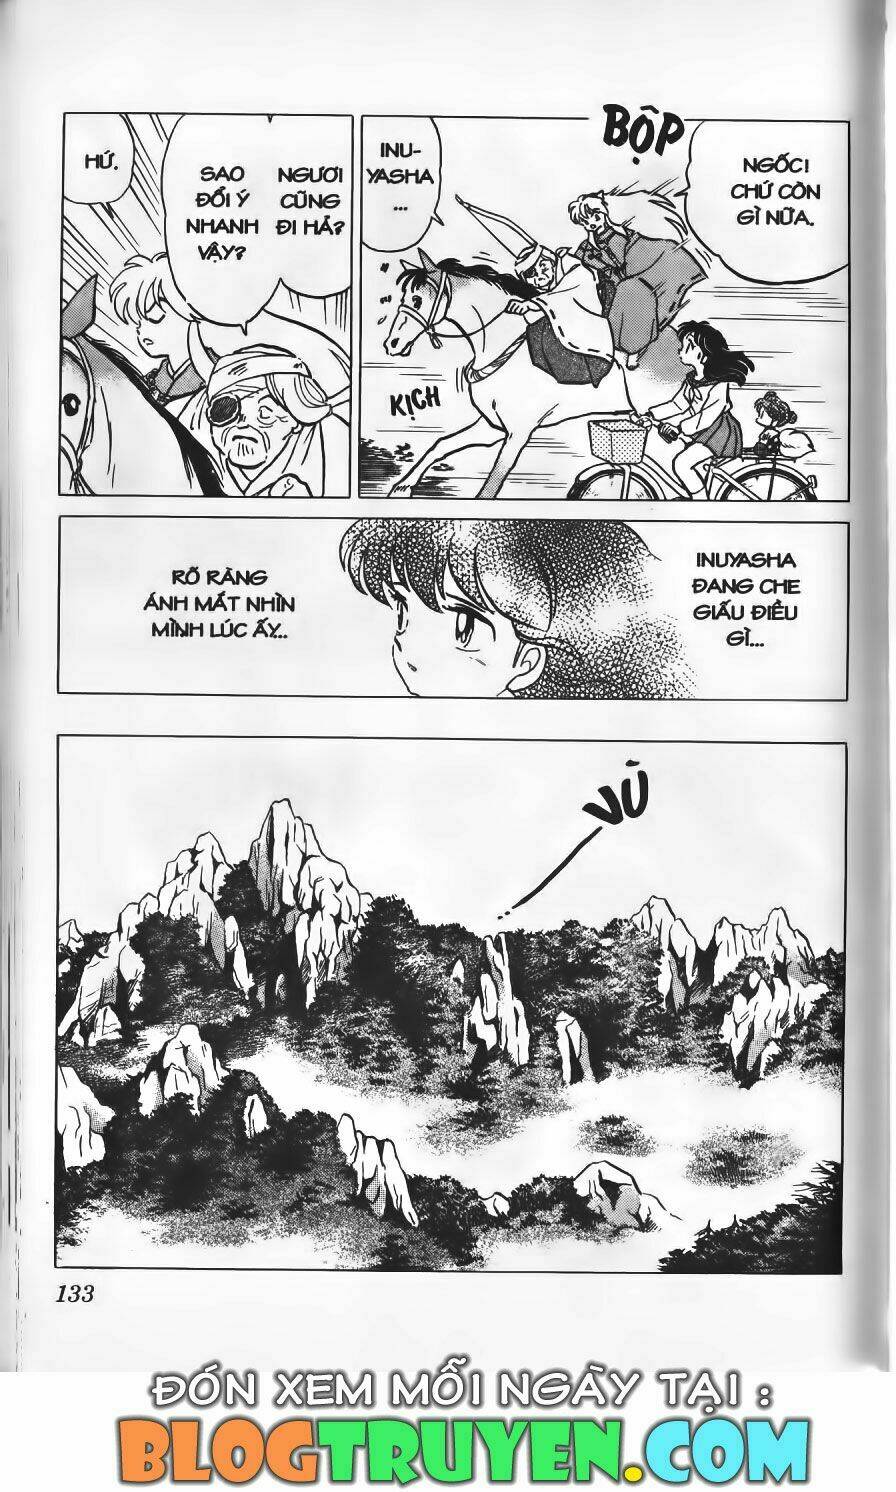 BỘP
NGỐC!
CHỨ CÒN
GÌ NỮA.
INU-
YASHA
...
KỊCH
NGƯƠI
CŨNG
ĐI HẢ?
SAO
ĐỔI Ý
NHANH
VẬY?
HỨ.
INUYASHA
ĐANG CHE
GIẤU ĐIỀU
GÌ...
RÕ RÀNG
ÁNH MẮT NHÌN
MÌNH LÚC ẤY...
VÙ
133
ĐÓN XEM MỖI NGÀY TẠI :
BLOGTRUYEN.COM